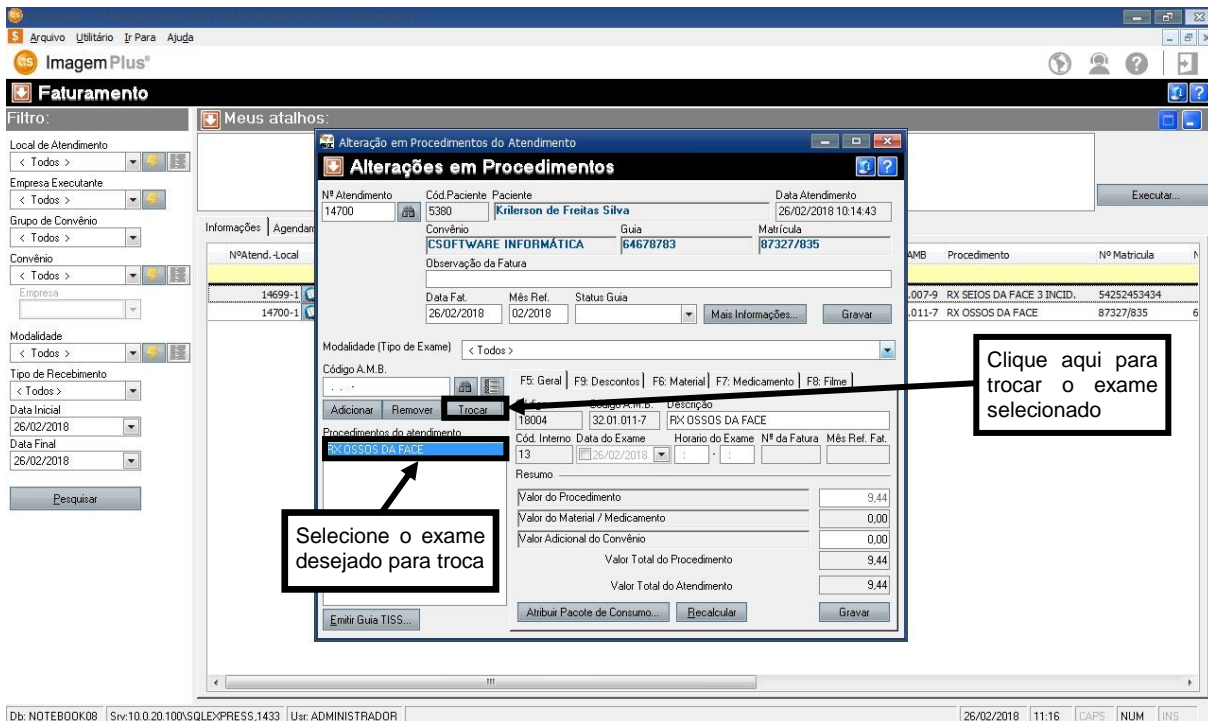 Arquivo Utilitário Ir Para Ajuda
ImagemPlus®
Faturamento
Filtro:
Meus atalhos:
Local de Atendimento
< Todos >
Empresa Executante
< Todos >
Grupo de Convênio
< Todos >
Convênio
< Todos >
Empresa
Modalidade
< Todos >
Tipo de Recebimento
< Todos >
Data Inicial
26/02/2018
Data Final
26/02/2018
Pesquisar
Executar...
Informações Agendam
NºAtend.-Local
14699-1
14700-1
AMB Procedimento Nº Matricula N
.007-9 RX SEIOS DA FACE 3 INCID. 54252453434
.011-7 RX OSSOS DA FACE 87327/835 6
Alteração em Procedimentos do Atendimento
Alterações em Procedimentos
Nº Atendimento Cód.Paciente Paciente Data Atendimento
14700 5380 Krilerson de Freitas Silva 26/02/2018 10:14:43
Convênio Guia Matrícula
CSOFTWARE INFORMÁTICA 64678783 87327/835
Observação da Fatura
Data Fat. Mês Ref. Status Guia
26/02/2018 02/2018 Mais Informações... Gravar
Modalidade (Tipo de Exame) < Todos >
Código A.M.B.
. . -
Adicionar Remover Trocar
Procedimentos do atendimento
RX OSSOS DA FACE
F5: Geral F9: Descontos F6: Material F7: Medicamento F8: Filme
Código A.M.B. Descrição
18004 32.01.011-7 RX OSSOS DA FACE
Cód. Interno Data do Exame Horario do Exame Nº da Fatura Mês Ref. Fat.
13 26/02/2018 : - :
Resumo
Valor do Procedimento 9,44
Valor do Material / Medicamento 0,00
Valor Adicional do Convênio 0,00
Valor Total do Procedimento 9,44
Valor Total do Atendimento 9,44
Emitir Guia TISS...
Atribuir Pacote de Consumo... Recalcular Gravar
Clique aqui para
trocar o exame
selecionado
Selecione o exame
desejado para troca
Db: NOTEBOOK08 Srv:10.0.20.100\SQLEXPRESS,1433 Usr: ADMINISTRADOR 26/02/2018 11:16 CAPS NUM INS